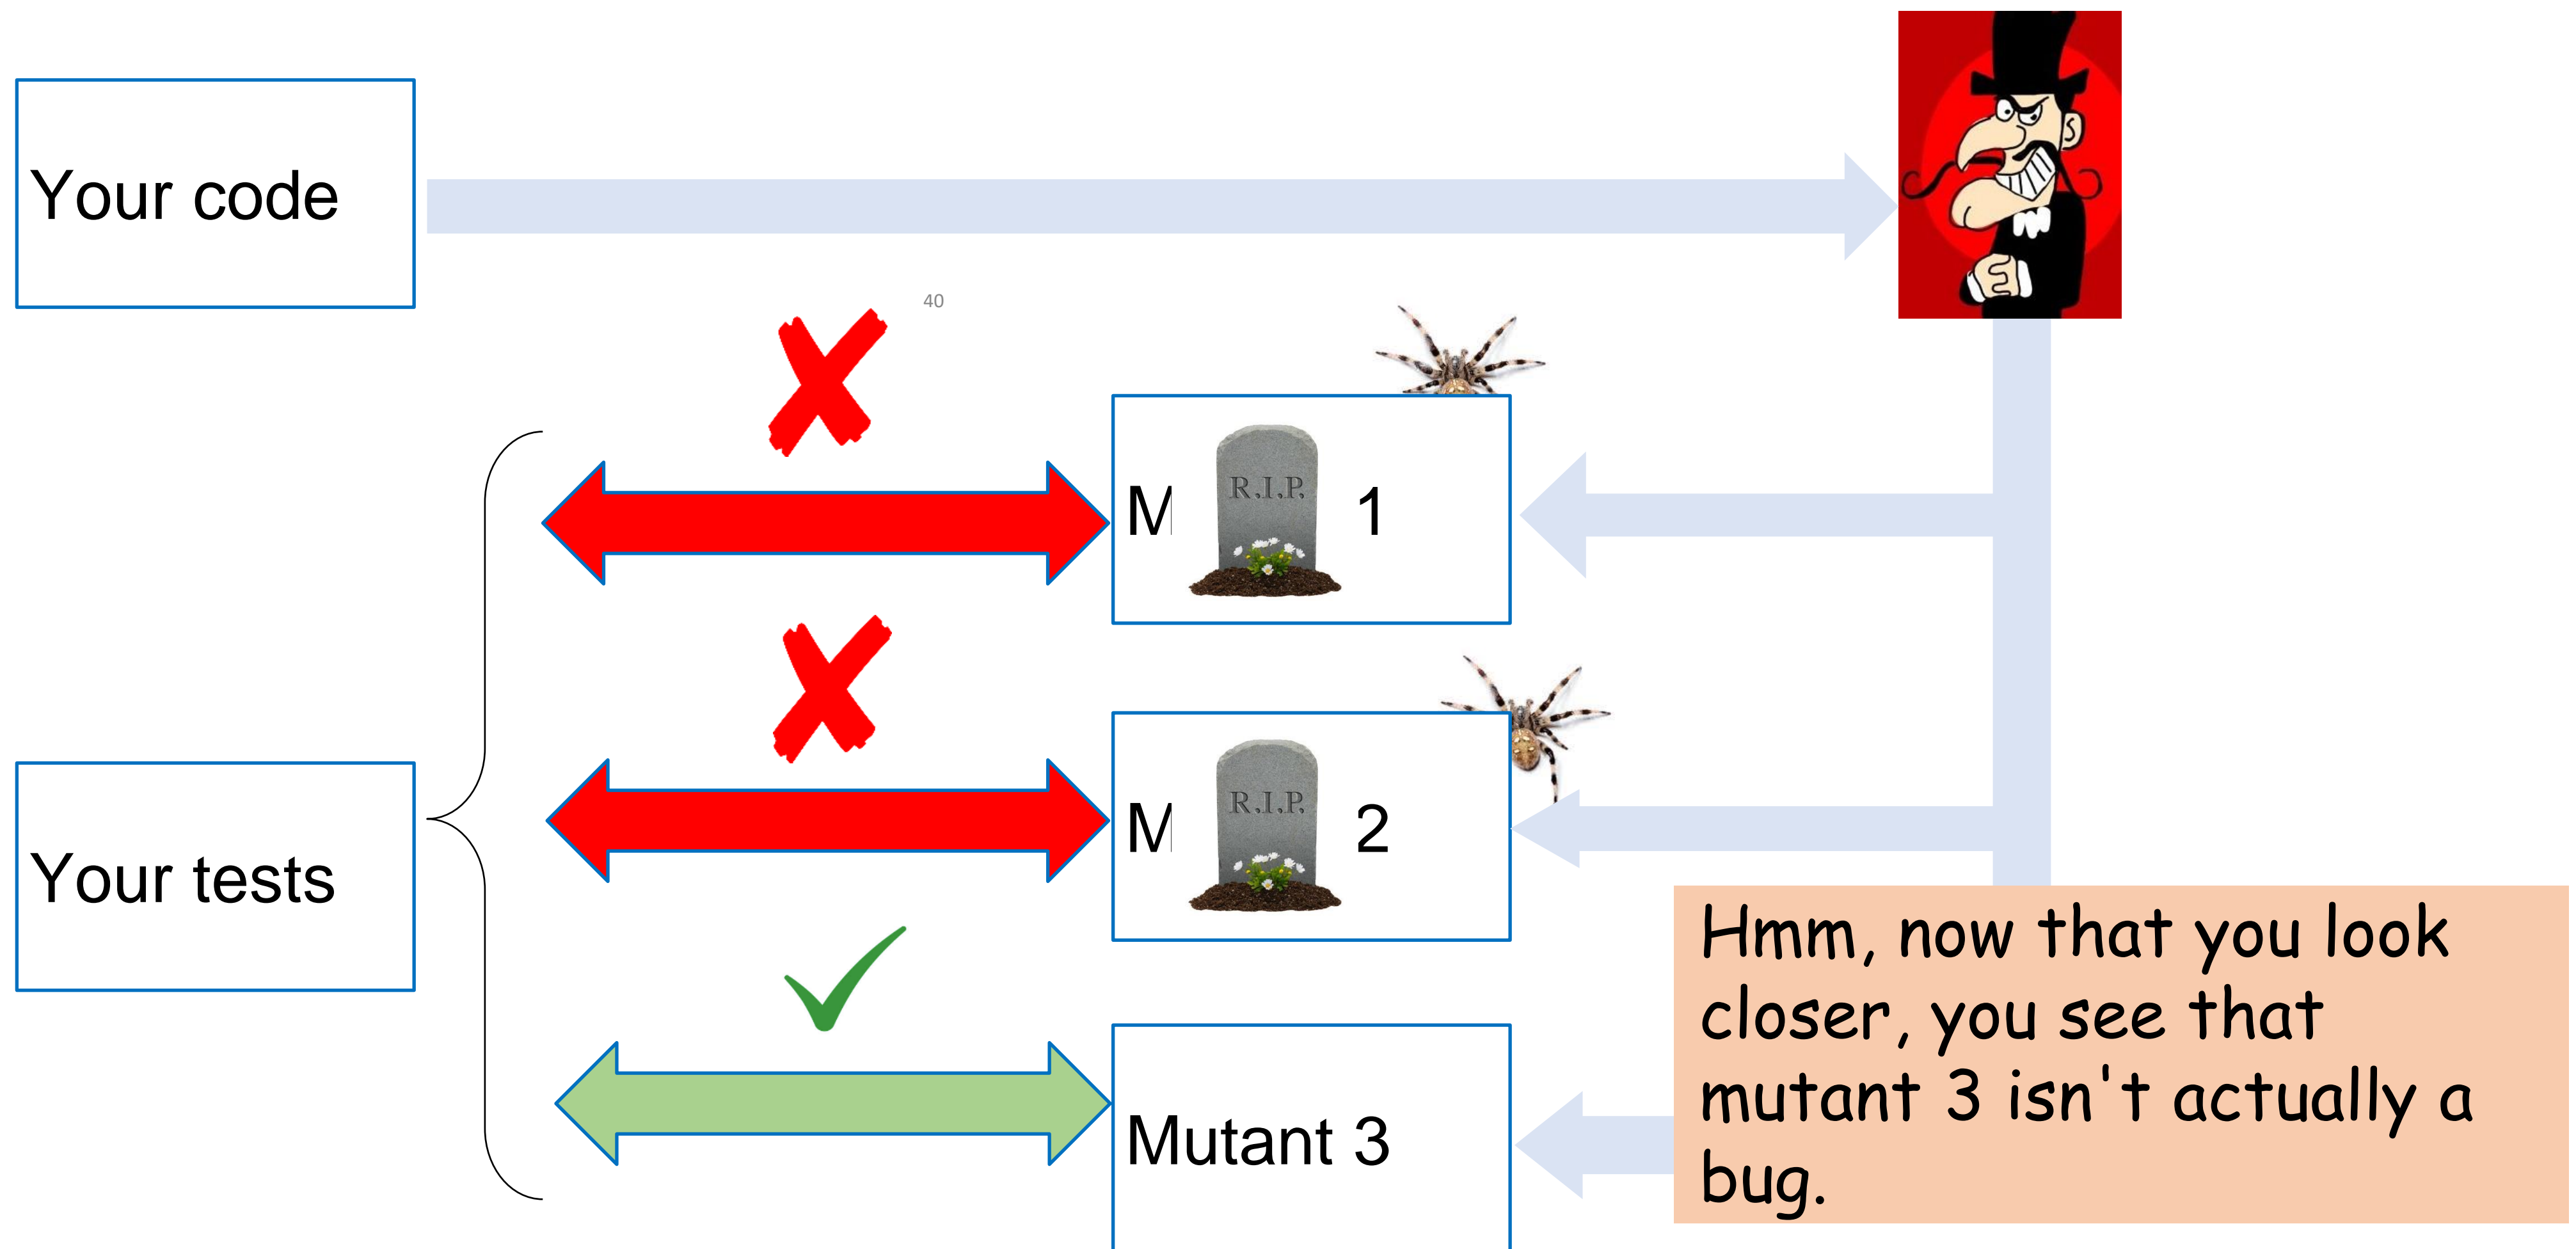 Your code
40
R.I.P.
M 1
R.I.P.
M 2
Your tests
Mutant 3
Hmm, now that you look
closer, you see that
mutant 3 isn't actually a
bug.